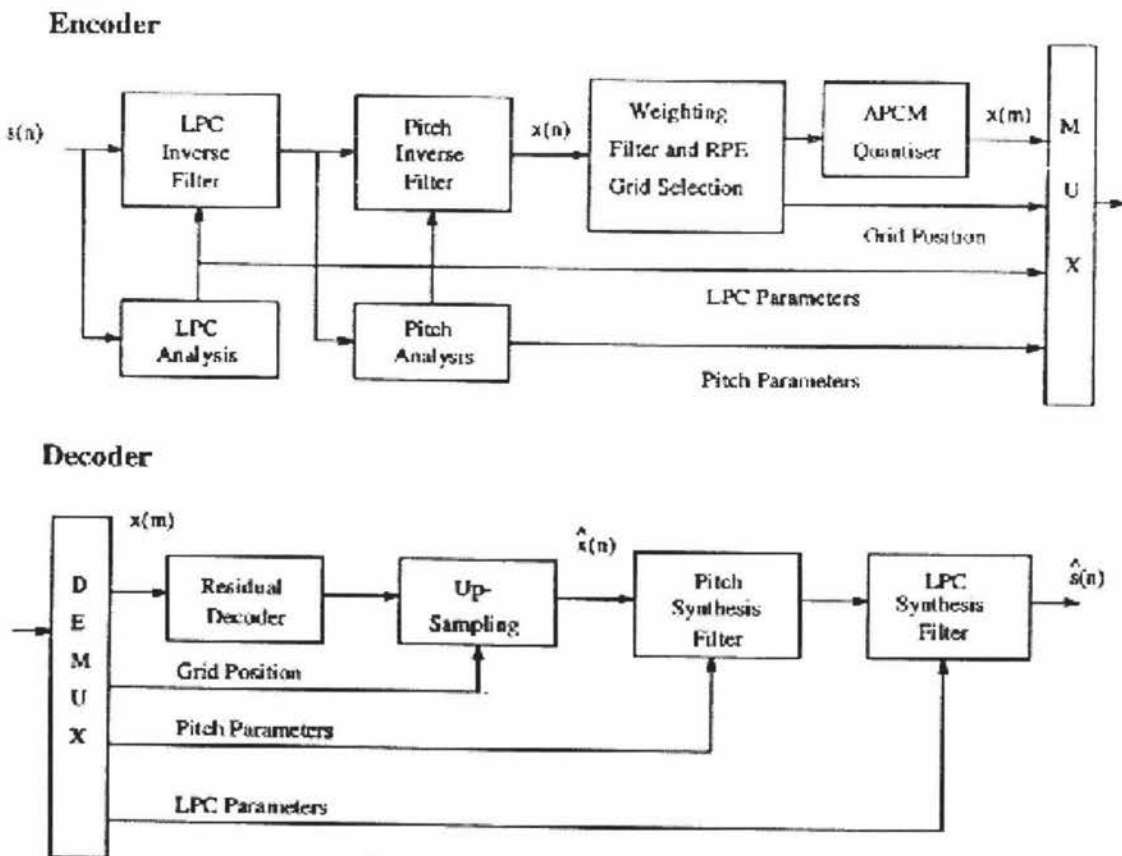 Encoder
s(n)
LPC
Inverse
Filter
Pitch
Inverse
Filter
x(n)
Weighting
Filter and RPE
Grid Selection
APCM
Quantiser
x(m)
M
U
X
Grid Position
LPC Parameters
LPC
Analysis
Pitch
Analysis
Pitch Parameters
Decoder
D
E
M
U
X
x(m)
Residual
Decoder
Up-
Sampling
x̂(n)
Pitch
Synthesis
Filter
LPC
Synthesis
Filter
ŝ(n)
Grid Position
Pitch Parameters
LPC Parameters